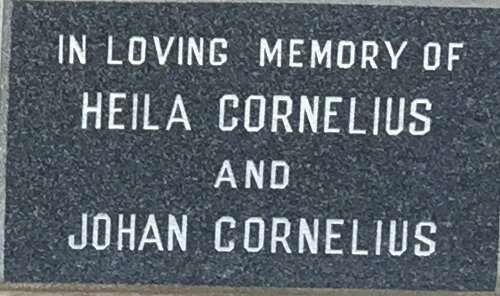 IN LOVING MEMORY OF
HEILA CORNELIUS
AND
JOHAN CORNELIUS